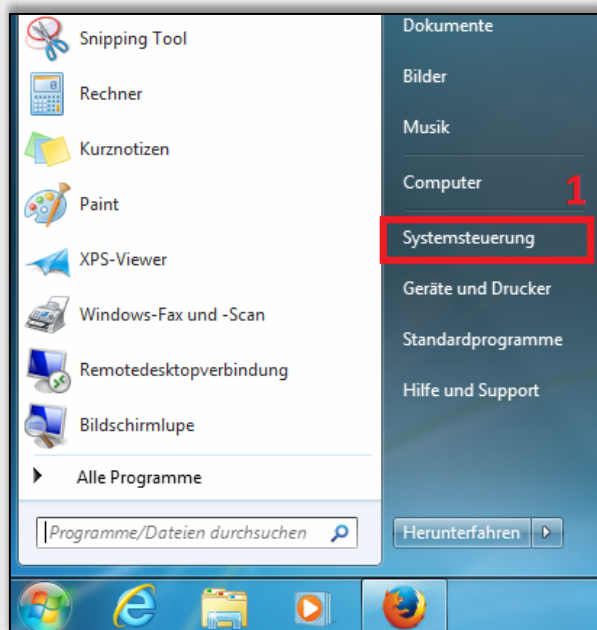 Snipping Tool
Rechner
Kurznotizen
Paint
XPS-Viewer
Windows-Fax und -Scan
Remotedesktopverbindung
Bildschirmlupe
Alle Programme
Programme/Dateien durchsuchen
Dokumente
Bilder
Musik
Computer
1
Systemsteuerung
Geräte und Drucker
Standardprogramme
Hilfe und Support
Herunterfahren